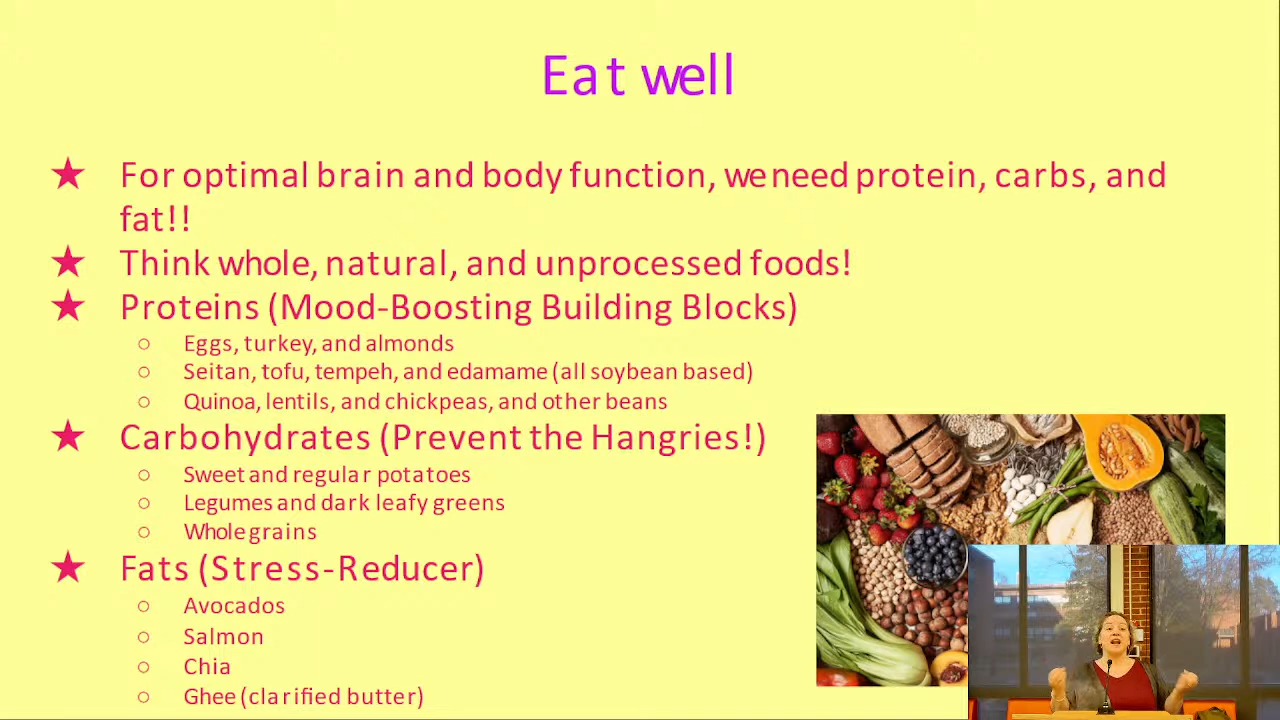 Eat well
★ For optimal brain and body function, we need protein, carbs, and
fat!!
★ Think whole, natural, and unprocessed foods!
★ Proteins (Mood-Boosting Building Blocks)
○ Eggs, turkey, and almonds
○ Seitan, tofu, tempeh, and edamame (all soybean based)
○ Quinoa, lentils, and chickpeas, and other beans
★ Carbohydrates (Prevent the Hangries!)
○ Sweet and regular potatoes
○ Legumes and dark leafy greens
○ Whole grains
★ Fats (Stress-Reducer)
○ Avocados
○ Salmon
○ Chia
○ Ghee (clarified butter)